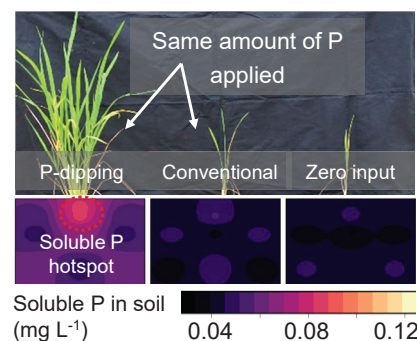 Same amount of P
applied
P-dipping Conventional Zero input
Soluble P
hotspot
Soluble P in soil
(mg L-1)
0.04 0.08 0.12